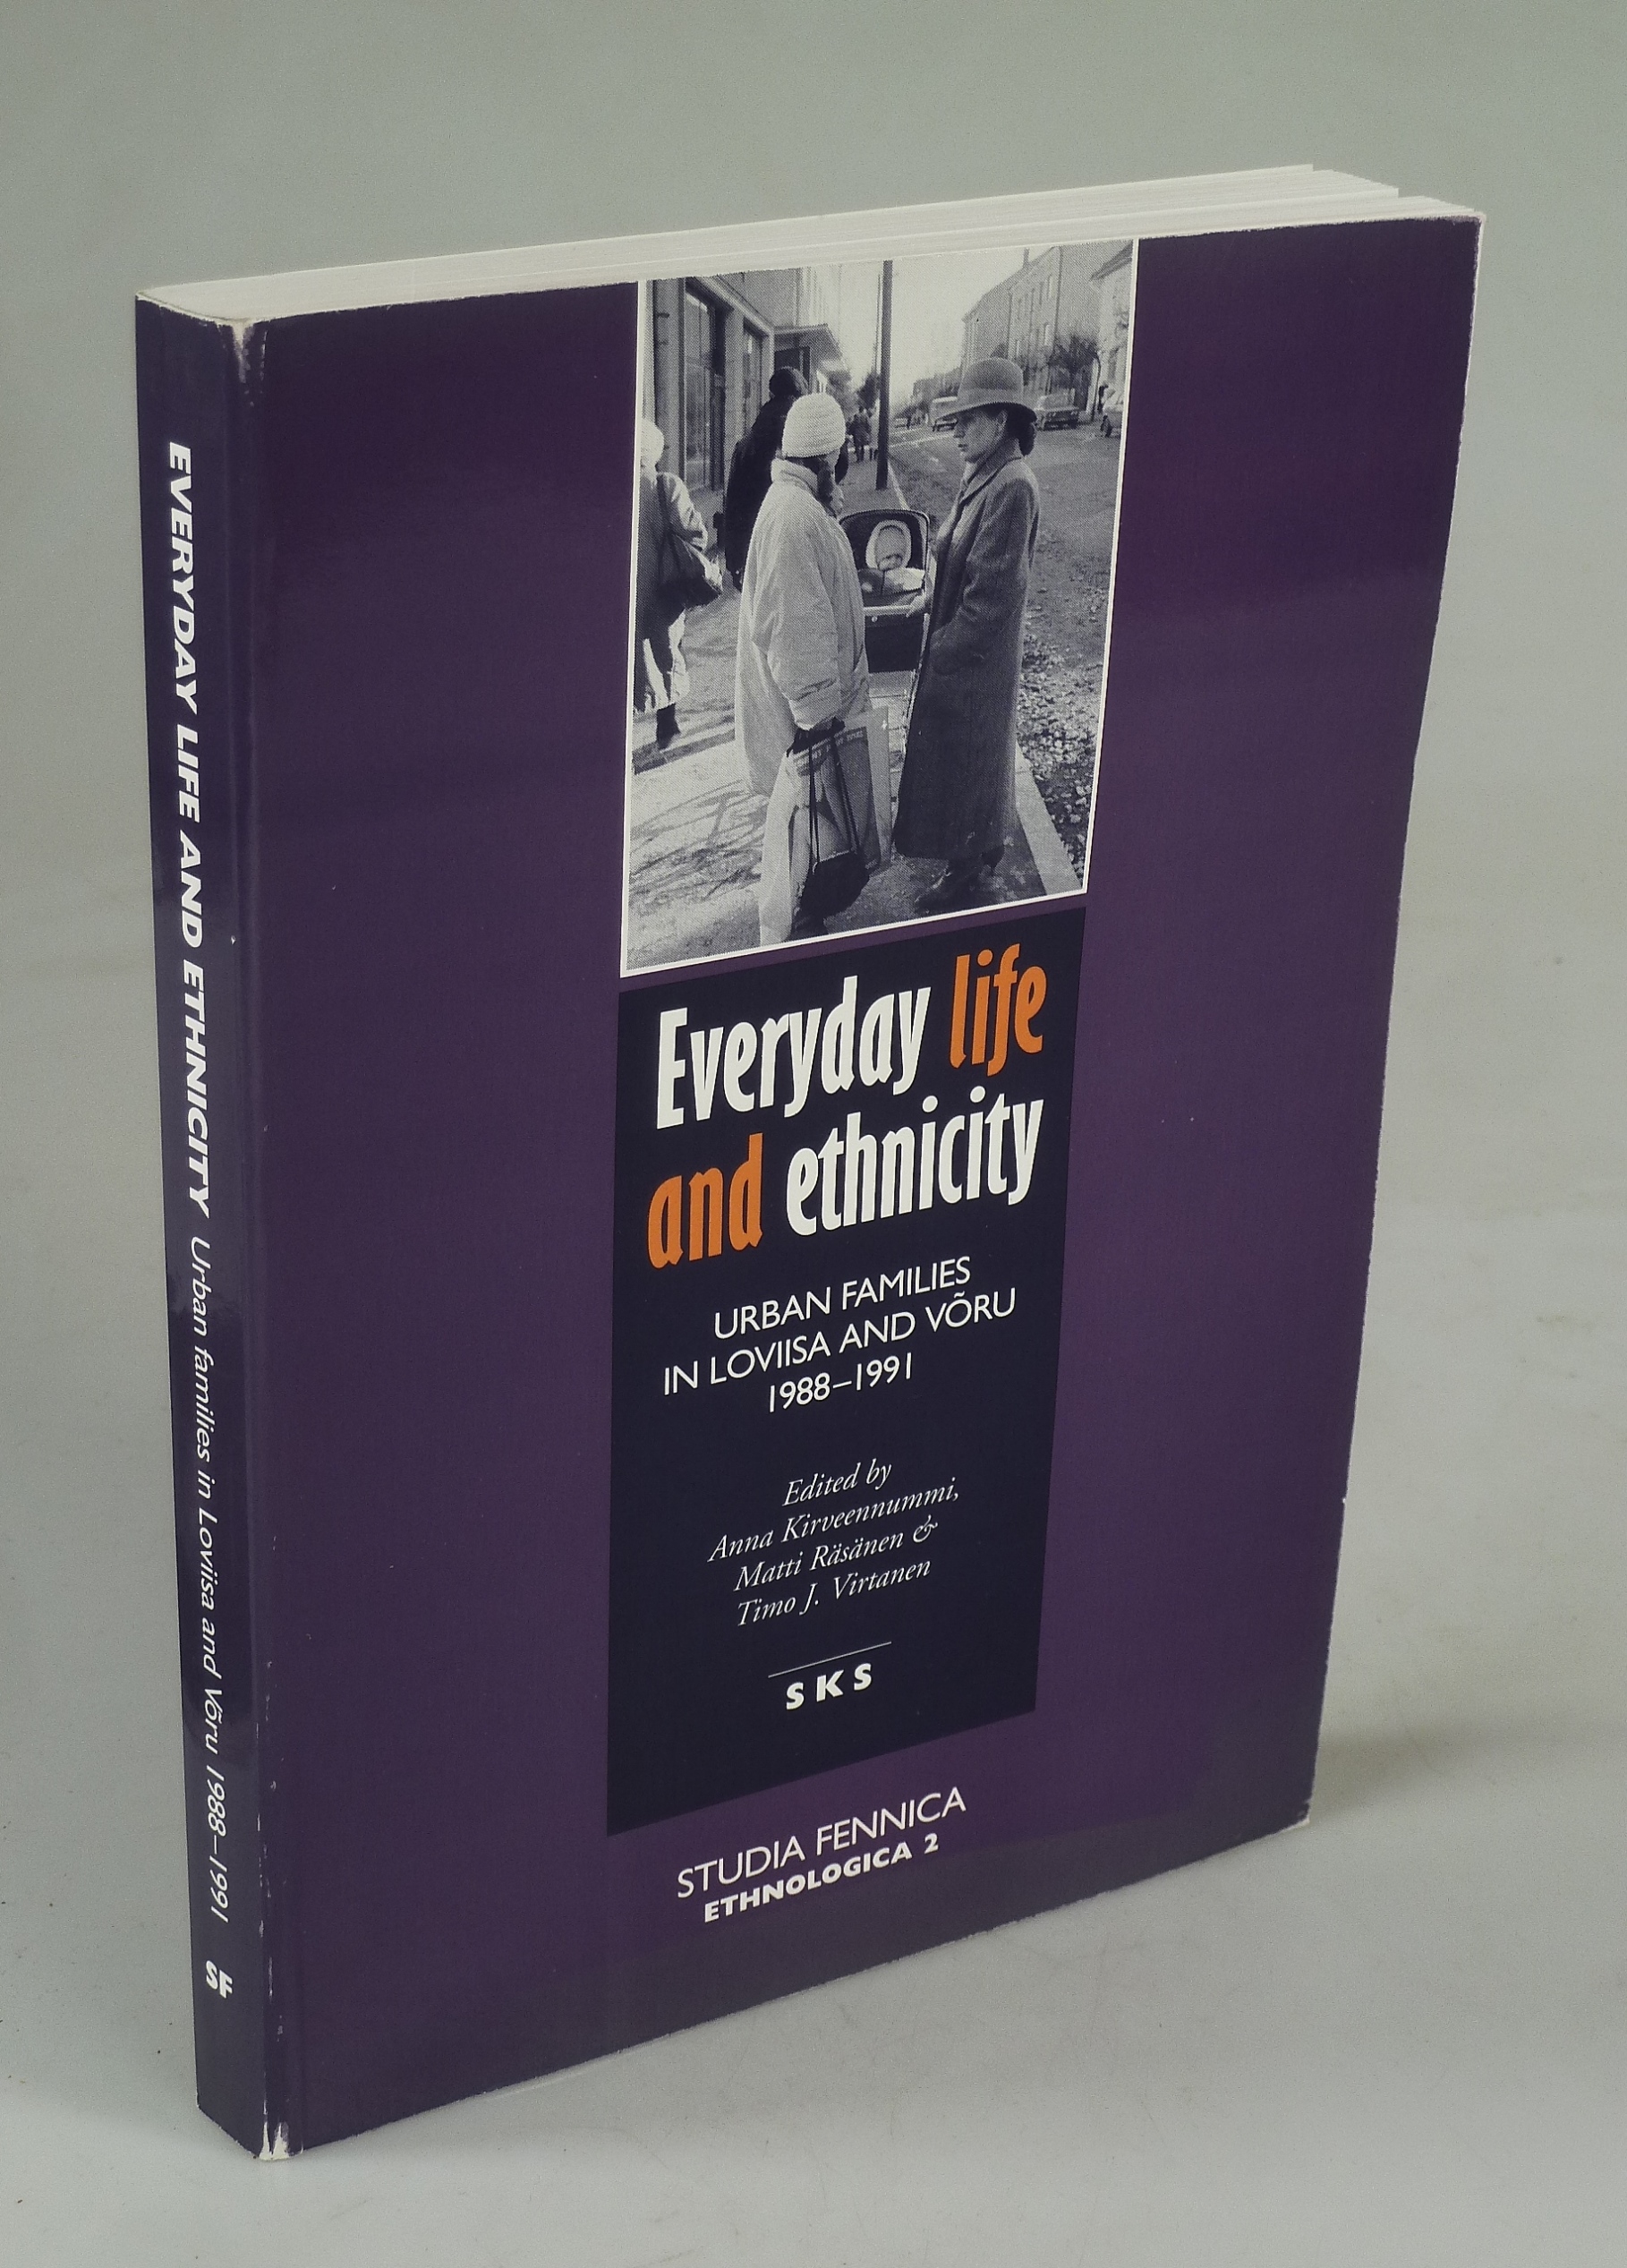 EVERYDAY LIFE AND ETHNICITY Urban families in Loviisa and Võru 1988–1991 SF
Everyday life
and ethnicity
URBAN FAMILIES
IN LOVIISA AND VÕRU
1988–1991
Edited by
Anna Kirveennummi,
Matti Räsänen &
Timo J. Virtanen
SKS
STUDIA FENNICA
ETHNOLOGICA 2